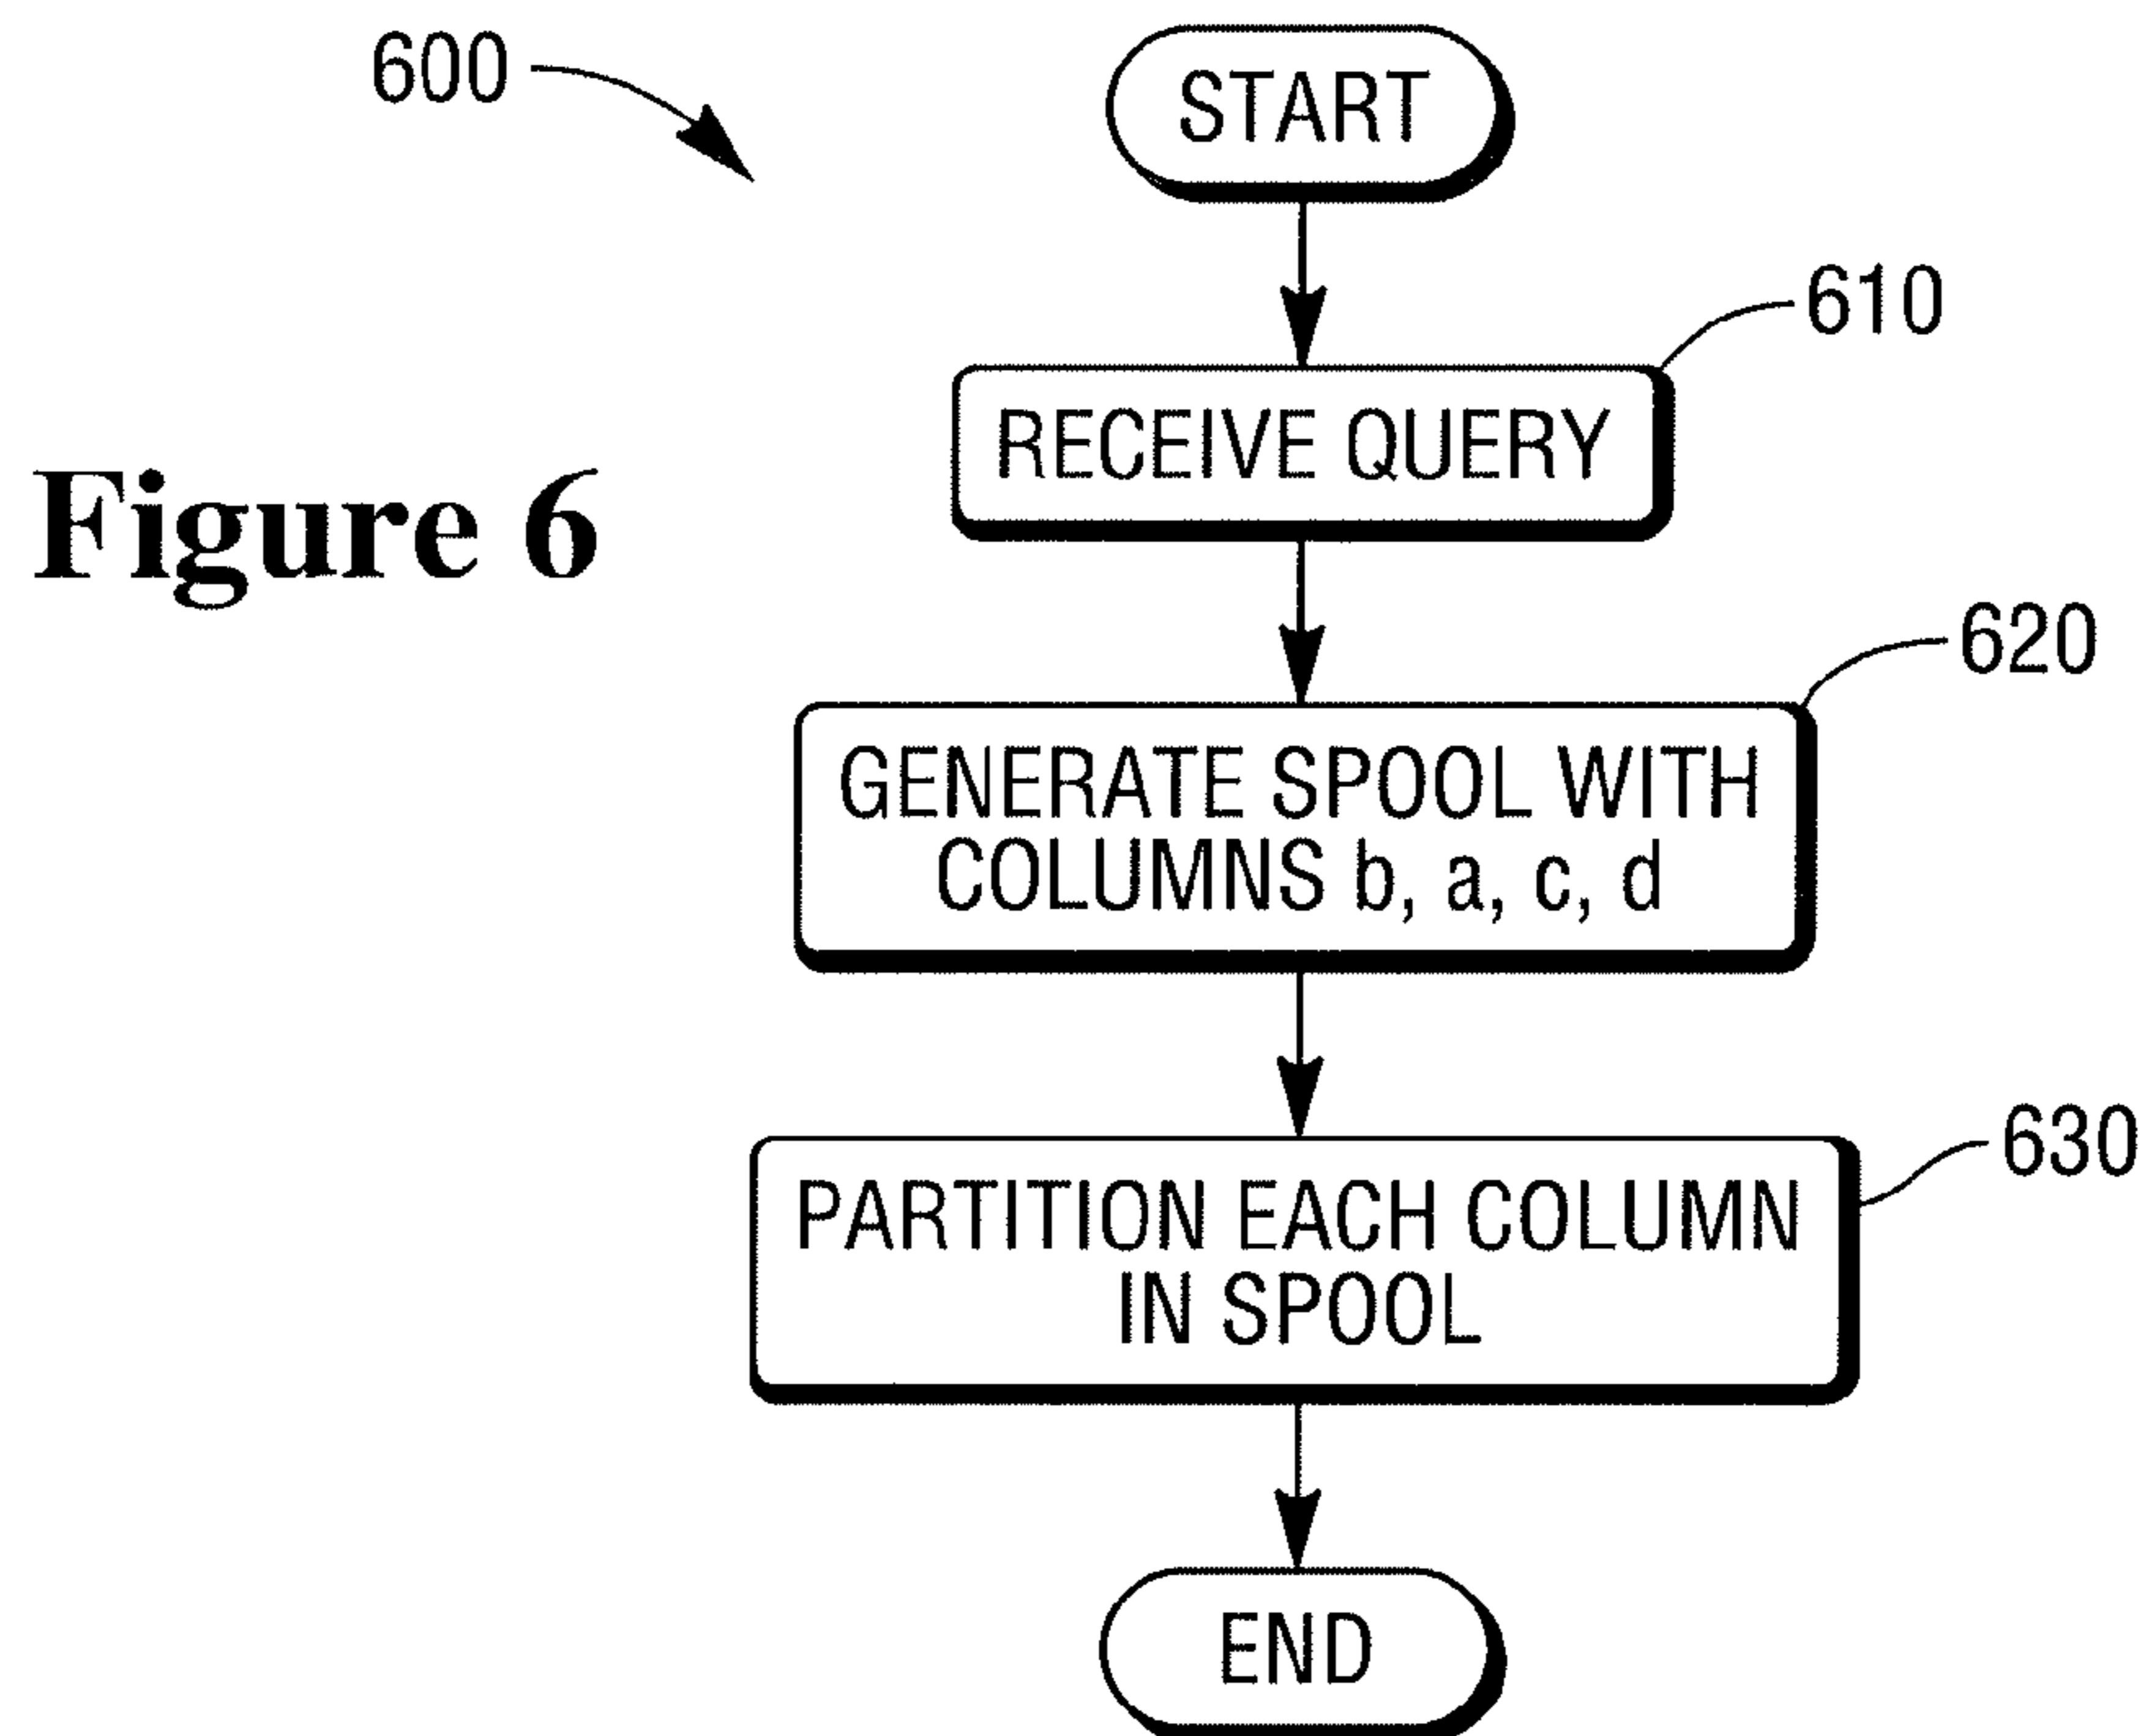 600
START
610
RECEIVE QUERY
Figure 6
620
GENERATE SPOOL WITH
COLUMNS b, a, c, d
630
PARTITION EACH COLUMN
IN SPOOL
END